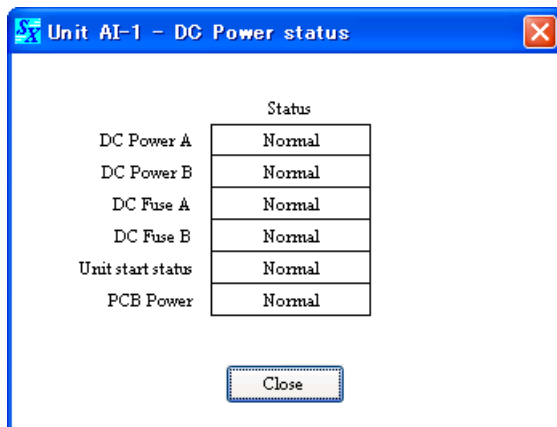 SX Unit AI-1 - DC Power status
Status
DC Power A Normal
DC Power B Normal
DC Fuse A Normal
DC Fuse B Normal
Unit start status Normal
PCB Power Normal
Close